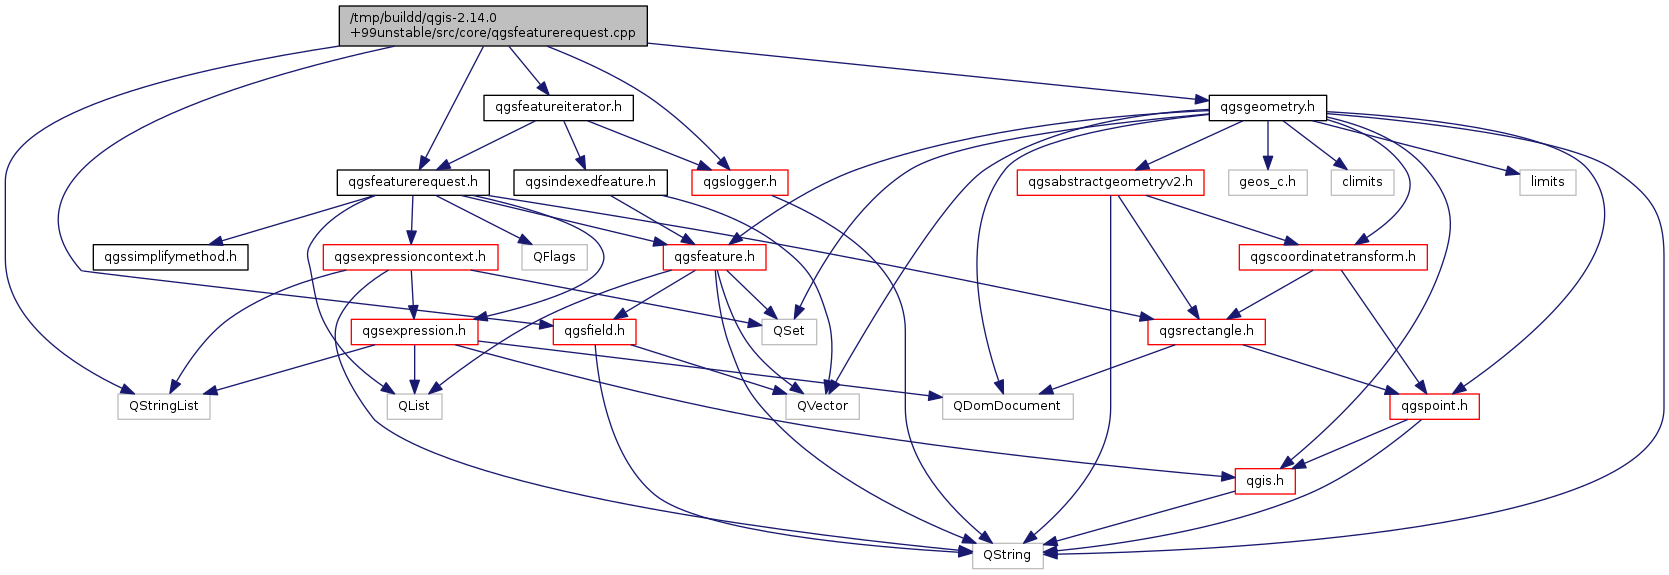 /tmp/buildd/qgis-2.14.0
+99unstable/src/core/qgsfeaturerequest.cpp
qgsfeatureiterator.h
qgsgeometry.h
qgsfeaturerequest.h
qgsindexedfeature.h
qgslogger.h
qgsabstractgeometryv2.h
geos_c.h
climits
limits
qgssimplifymethod.h
qgsexpressioncontext.h
QFlags
qgsfeature.h
qgscoordinatetransform.h
qgsexpression.h
qgsfield.h
QSet
qgsrectangle.h
QStringList
QList
QVector
QDomDocument
qgspoint.h
qgis.h
QString